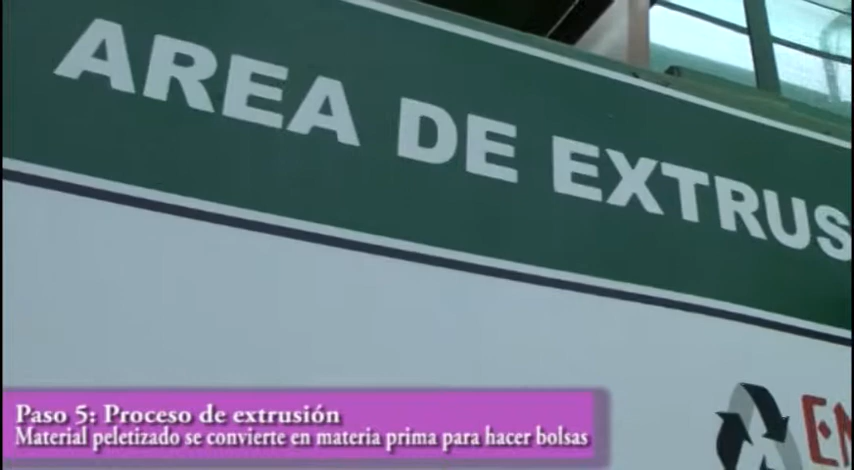 AREA DE EXTRUS
Paso 5: Proceso de extrusión
Material peletizado se convierte en materia prima para hacer bolsas